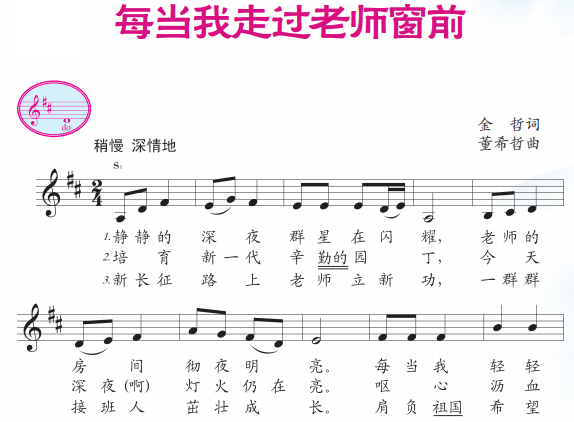 每当我走过老师窗前
do
金 哲词
稍慢 深情地
董希哲曲
S:
2
4
1.静静的 深 夜 群星在闪 耀, 老师的
2.培 育 新一代 辛勤的园 丁, 今 天
3.新长征 路 上 老 师 立 新 功, 一群群
房 间 彻夜明 亮。 每当我 轻轻
深夜(啊) 灯火仍在 亮。 呕 心 沥血
接班人 茁壮成 长。 肩负祖国 希望